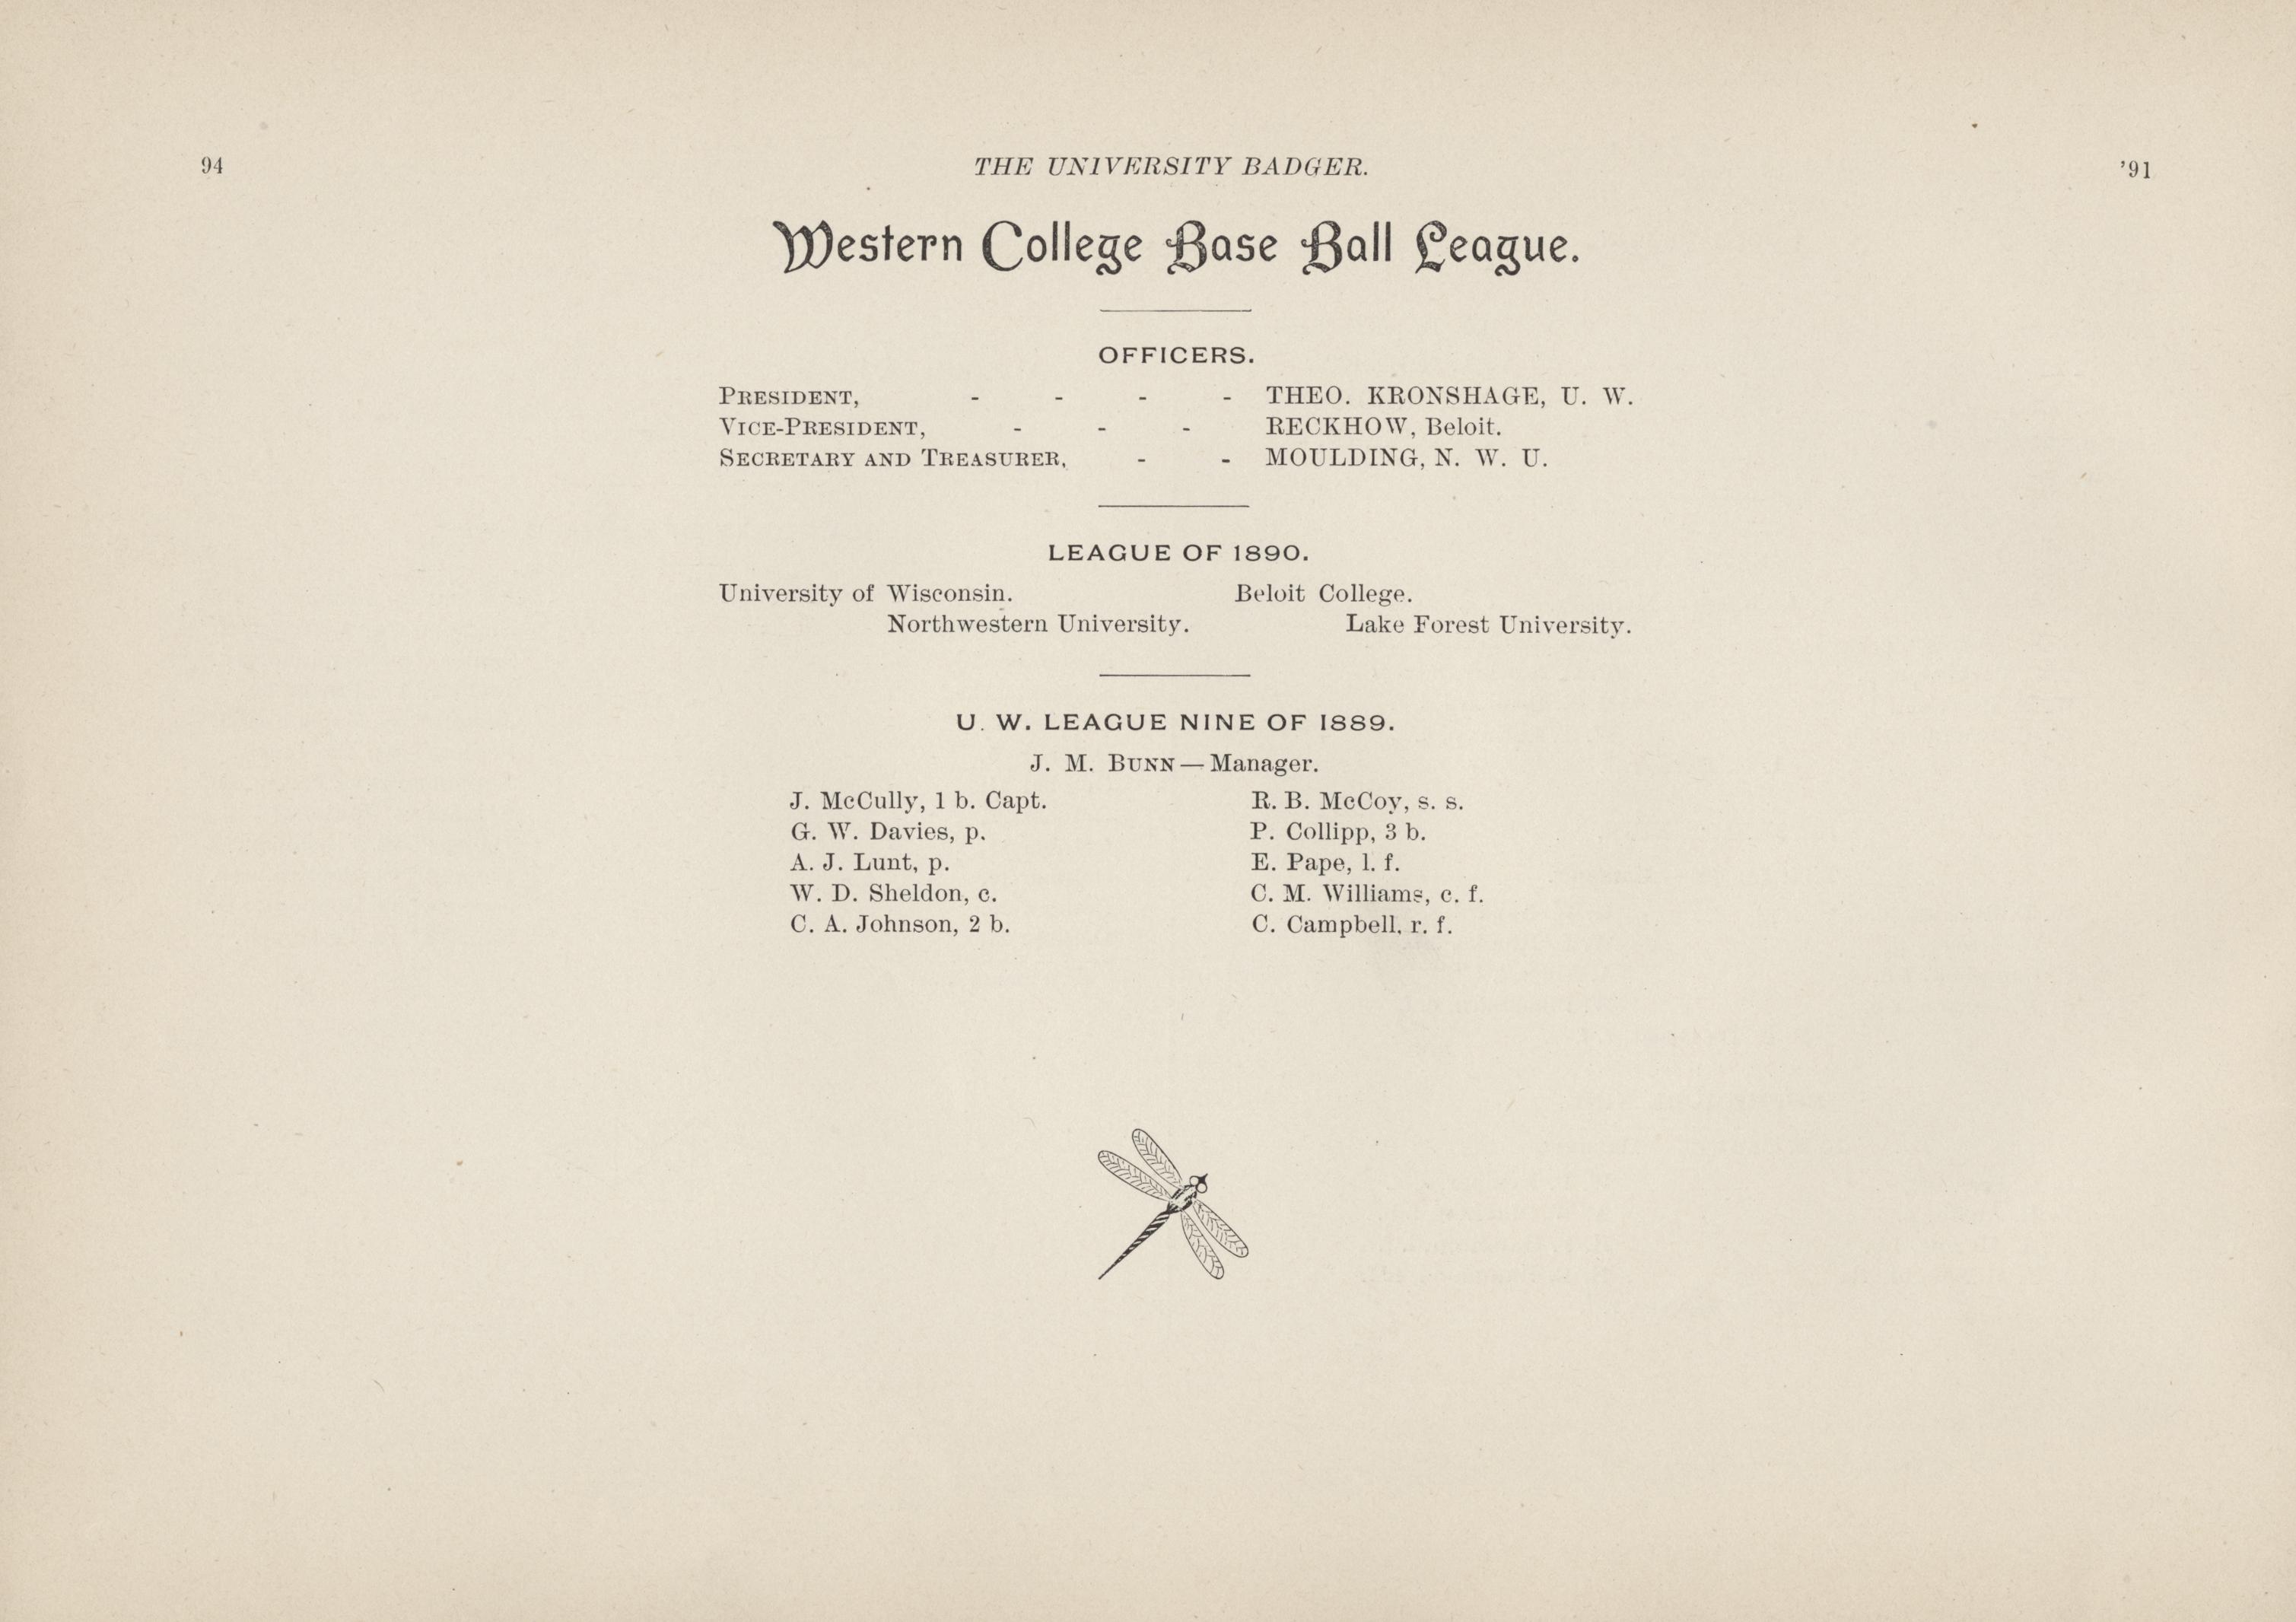 94 THE UNIVERSITY BADGER. '91
Western College Base Ball League.
OFFICERS.
PRESIDENT, - - - - THEO. KRONSHAGE, U. W.
VICE-PRESIDENT, - - - RECKHOW, Beloit.
SECRETARY AND TREASURER, - - MOULDING, N. W. U.
LEAGUE OF 1890.
University of Wisconsin. Beloit College.
Northwestern University. Lake Forest University.
U. W. LEAGUE NINE OF 1889.
J. M. BUNN — Manager.
J. McCully, 1 b. Capt. R. B. McCoy, s. s.
G. W. Davies, p. P. Collipp, 3 b.
A. J. Lunt, p. E. Pape, l. f.
W. D. Sheldon, c. C. M. Williams, c. f.
C. A. Johnson, 2 b. C. Campbell, r. f.